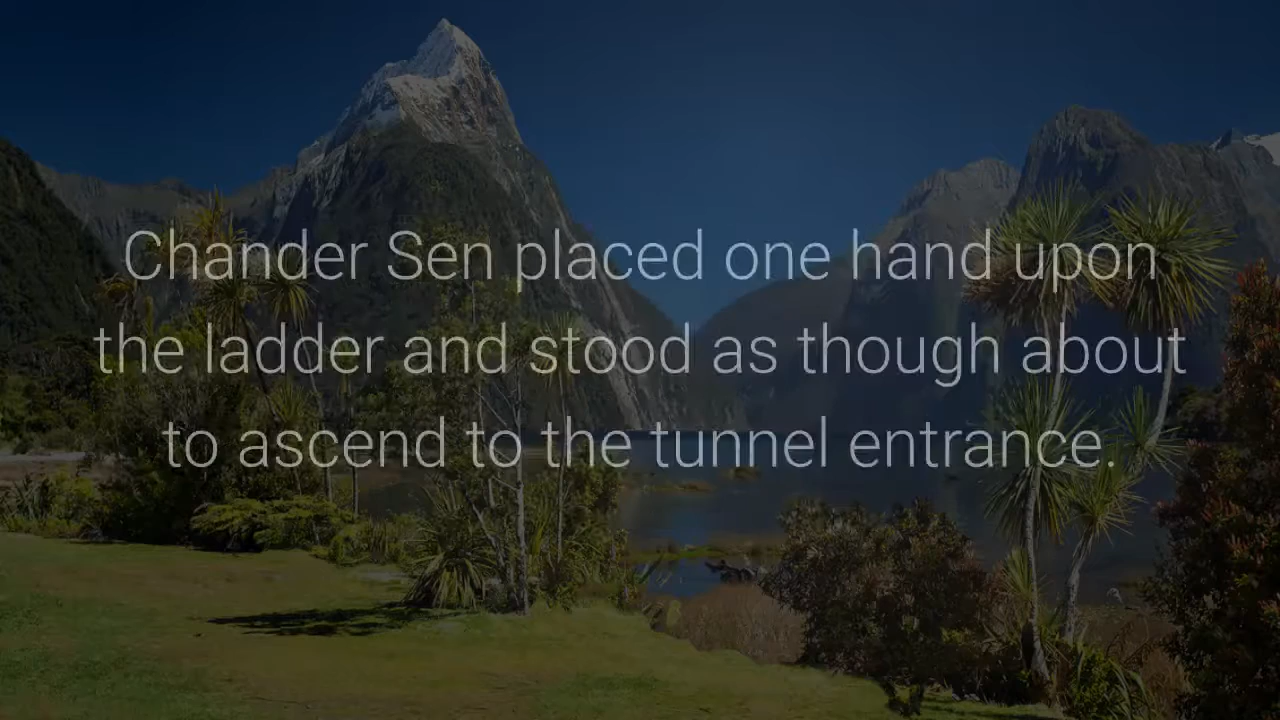 Chander Sen placed one hand upon
the ladder and stood as though about
to ascend to the tunnel entrance.